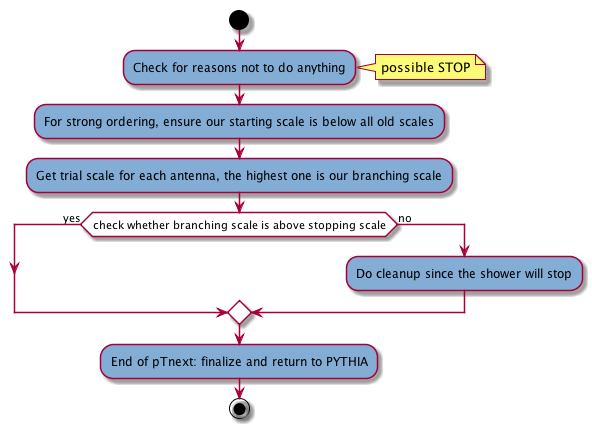 Check for reasons not to do anything
possible STOP
For strong ordering, ensure our starting scale is below all old scales
Get trial scale for each antenna, the highest one is our branching scale
yes
check whether branching scale is above stopping scale
no
Do cleanup since the shower will stop
End of pTnext: finalize and return to PYTHIA